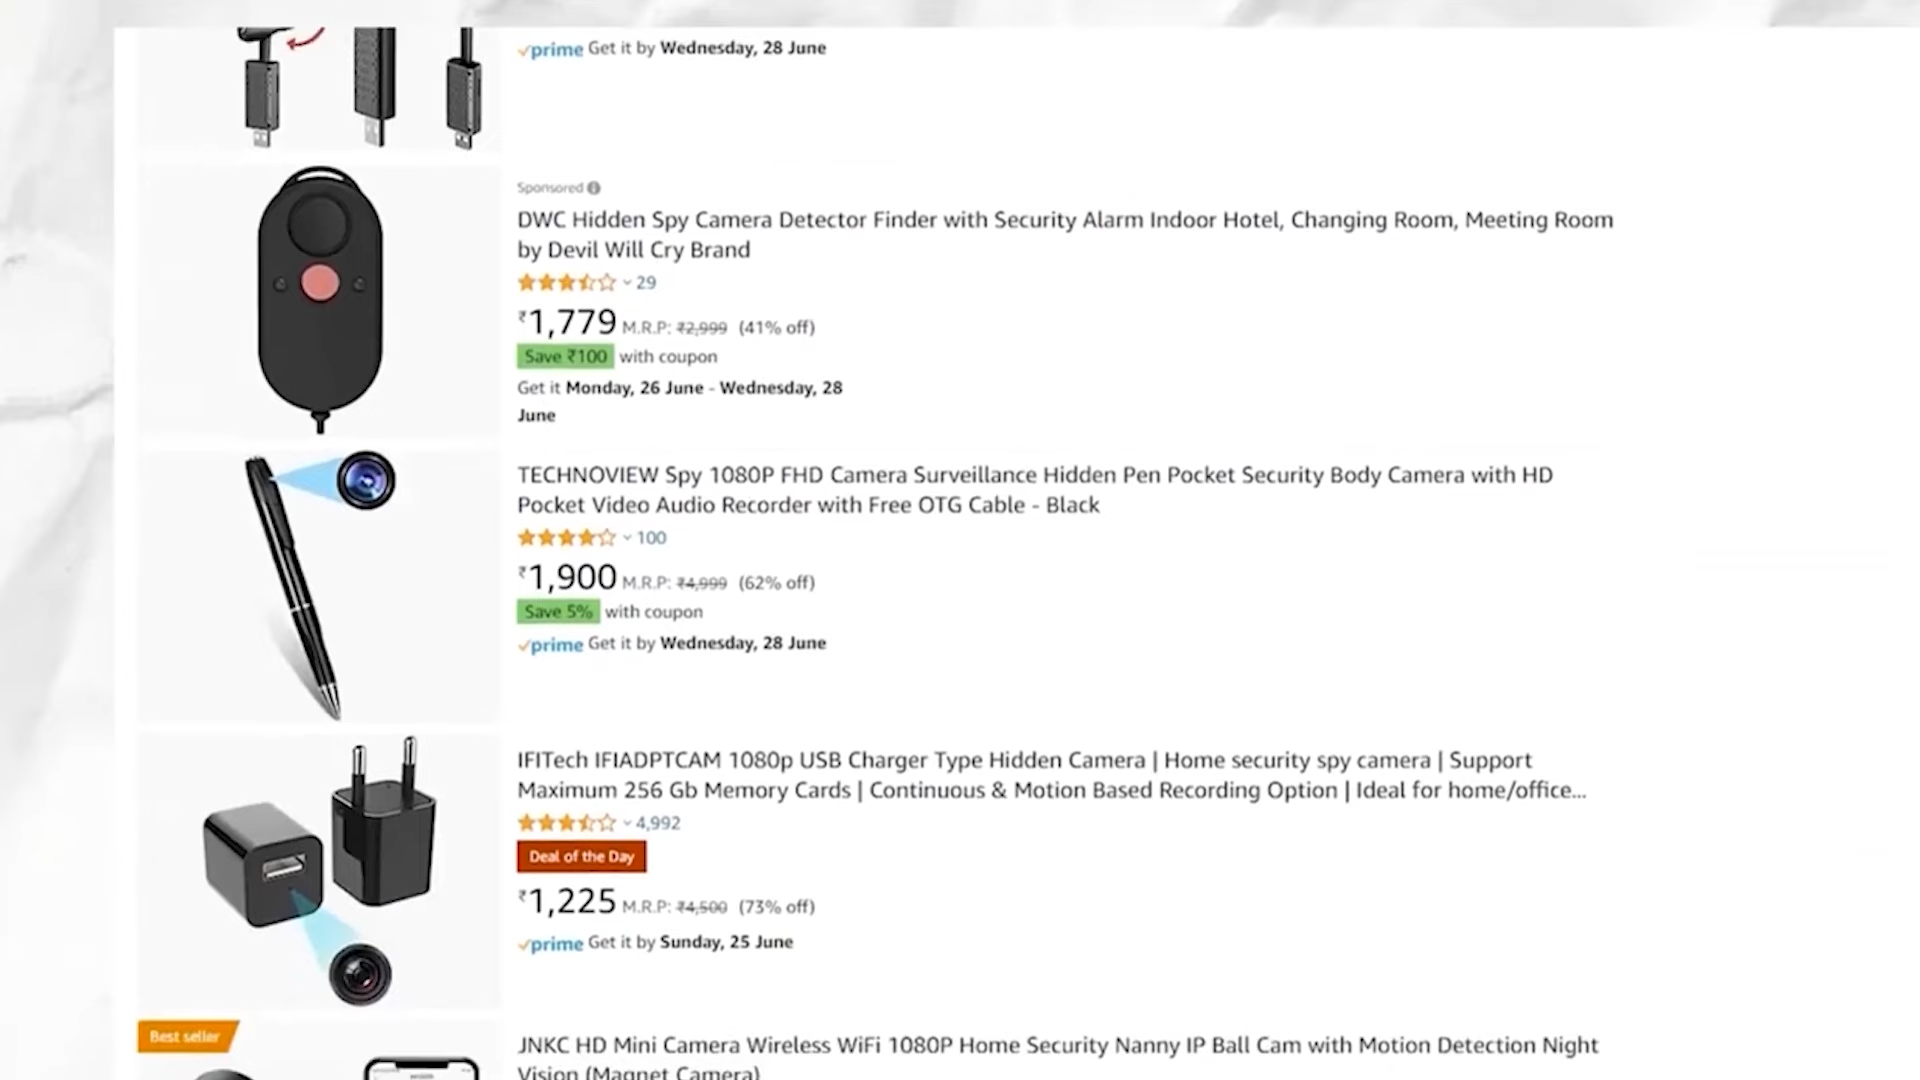 prime Get it by Wednesday, 28 June
Sponsored
DWC Hidden Spy Camera Detector Finder with Security Alarm Indoor Hotel, Changing Room, Meeting Room
by Devil Will Cry Brand
29
₹1,779 M.R.P: ₹2,999 (41% off)
Save ₹100 with coupon
Get it Monday, 26 June - Wednesday, 28
June
TECHNOVIEW Spy 1080P FHD Camera Surveillance Hidden Pen Pocket Security Body Camera with HD
Pocket Video Audio Recorder with Free OTG Cable - Black
100
₹1,900 M.R.P: ₹4,999 (62% off)
Save 5% with coupon
prime Get it by Wednesday, 28 June
IFITech IFIADPTCAM 1080p USB Charger Type Hidden Camera | Home security spy camera | Support
Maximum 256 Gb Memory Cards | Continuous & Motion Based Recording Option | Ideal for home/office...
4,992
Deal of the Day
₹1,225 M.R.P: ₹4,500 (73% off)
prime Get it by Sunday, 25 June
Best seller
JNKC HD Mini Camera Wireless WiFi 1080P Home Security Nanny IP Ball Cam with Motion Detection Night
Vision (Magnet Camera)